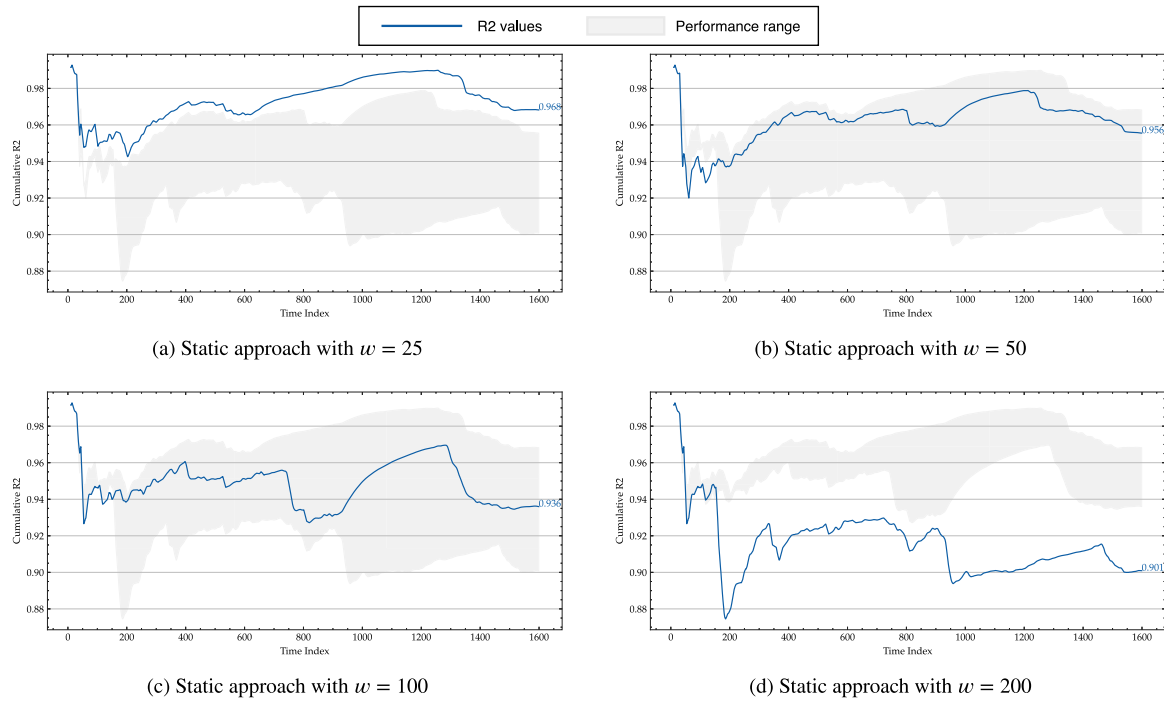 R2 values Performance range
0.98
0.96
0.94
0.92
0.90
0.88
Cumulative R2
0.968
0 200 400 600 800 1000 1200 1400 1600
Time Index
(a) Static approach with w = 25
0.98
0.96
0.94
0.92
0.90
0.88
Cumulative R2
0.956
0 200 400 600 800 1000 1200 1400 1600
Time Index
(b) Static approach with w = 50
0.98
0.96
0.94
0.92
0.90
0.88
Cumulative R2
0.936
0 200 400 600 800 1000 1200 1400 1600
Time Index
(c) Static approach with w = 100
0.98
0.96
0.94
0.92
0.90
0.88
Cumulative R2
0.901
0 200 400 600 800 1000 1200 1400 1600
Time Index
(d) Static approach with w = 200